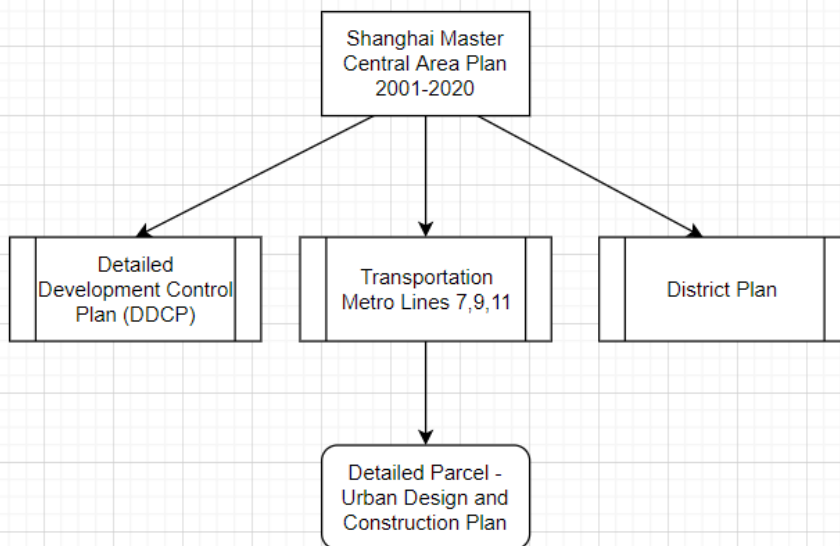 Shanghai Master
Central Area Plan
2001-2020
Detailed
Development Control
Plan (DDCP)
Transportation
Metro Lines 7,9,11
District Plan
Detailed Parcel -
Urban Design and
Construction Plan